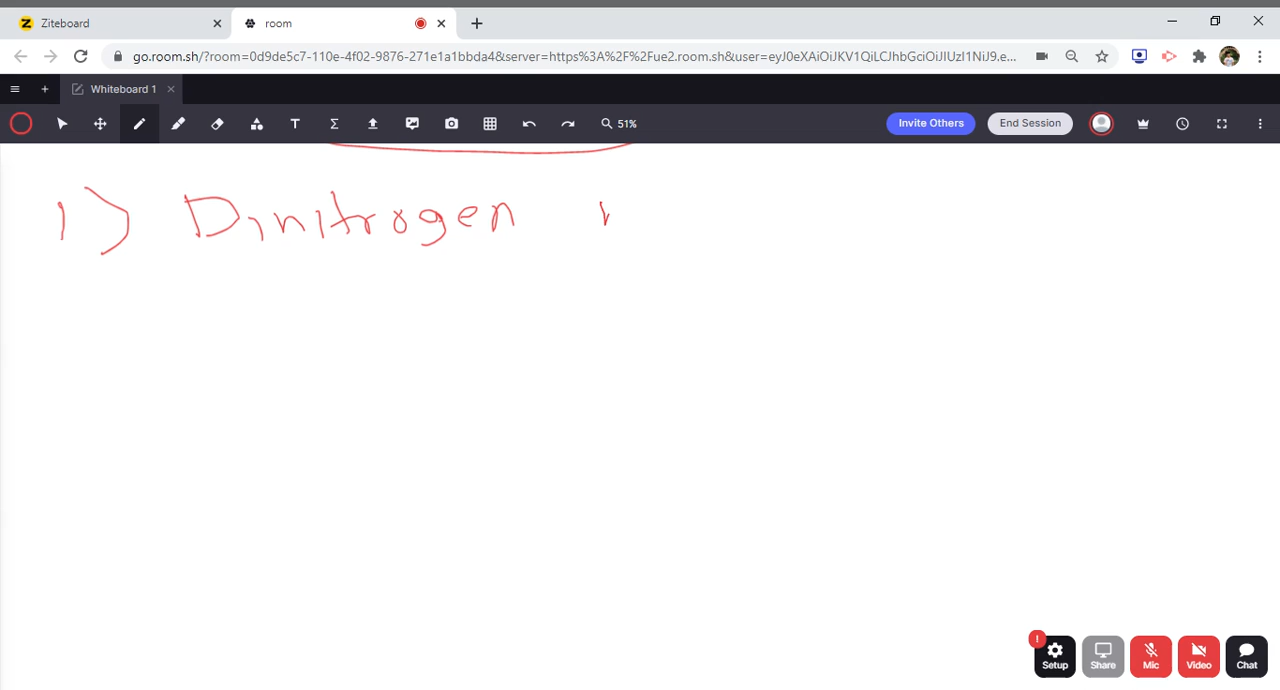 Ziteboard
room
go.room.sh/?room=0d9de5c7-110e-4f02-9876-271e1a1bbda4&server=https%3A%2F%2Fue2.room.sh&user=eyJ0eXAiOiJKV1QiLCJhbGciOiJIUzI1NiJ9.e...
Whiteboard 1
T Σ 51% Invite Others End Session
1) Dinitrogen
!
Setup Share Mic Video Chat